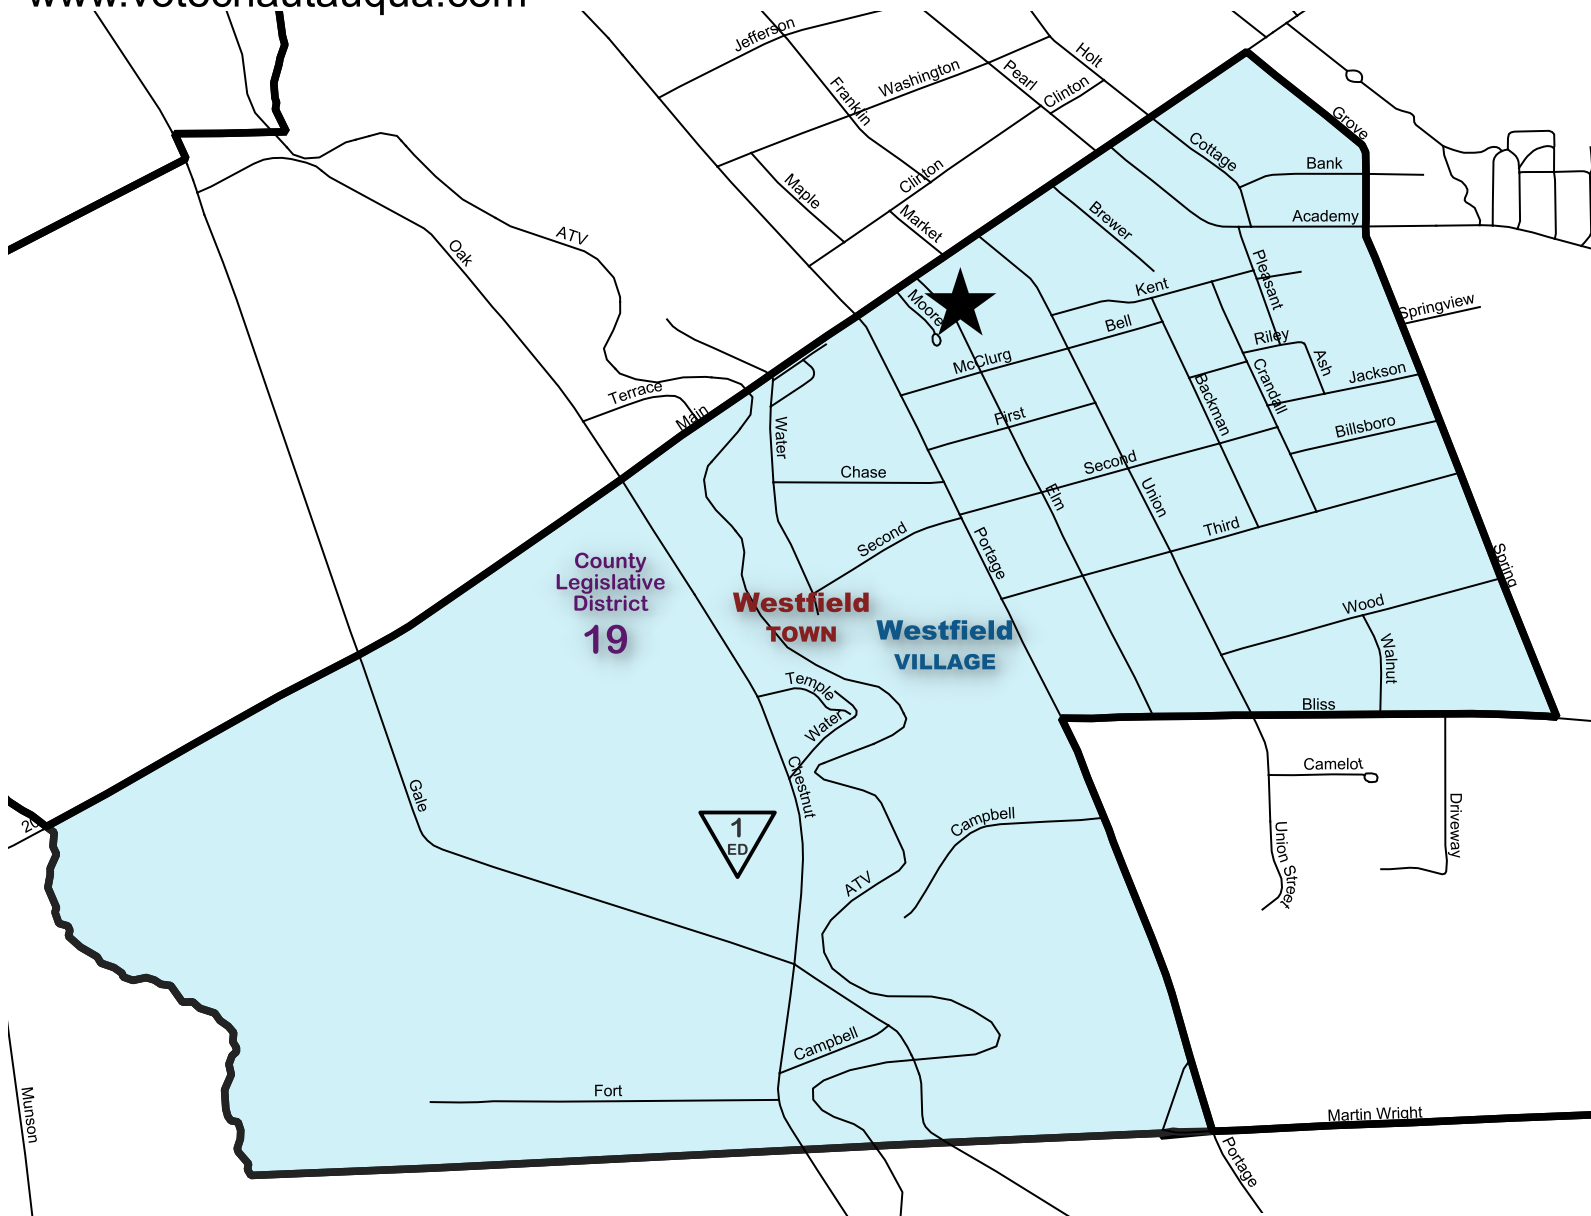 www.votechautauqua.com
Jefferson
Holt
Washington
Pearl
Clinton
Franklin
Grove
Cottage
Bank
Clinton
Maple
Market
Brewer
Academy
ATV
Oak
Pleasant
Kent
Moore
Springview
Bell
Riley
McClurg
Ash
Jackson
Crandall
Terrace
Main
Backman
First
Water
Billsboro
Second
Chase
Elm
Union
Third
Second
Portage
Spring
County
Legislative
District
19
Westfield
TOWN
Westfield
VILLAGE
Wood
Walnut
Temple
Water
Bliss
Chestnut
Camelot
Gale
20
1
ED
Campbell
Driveway
Union Street
ATV
Campbell
Fort
Munson
Martin Wright
Portage